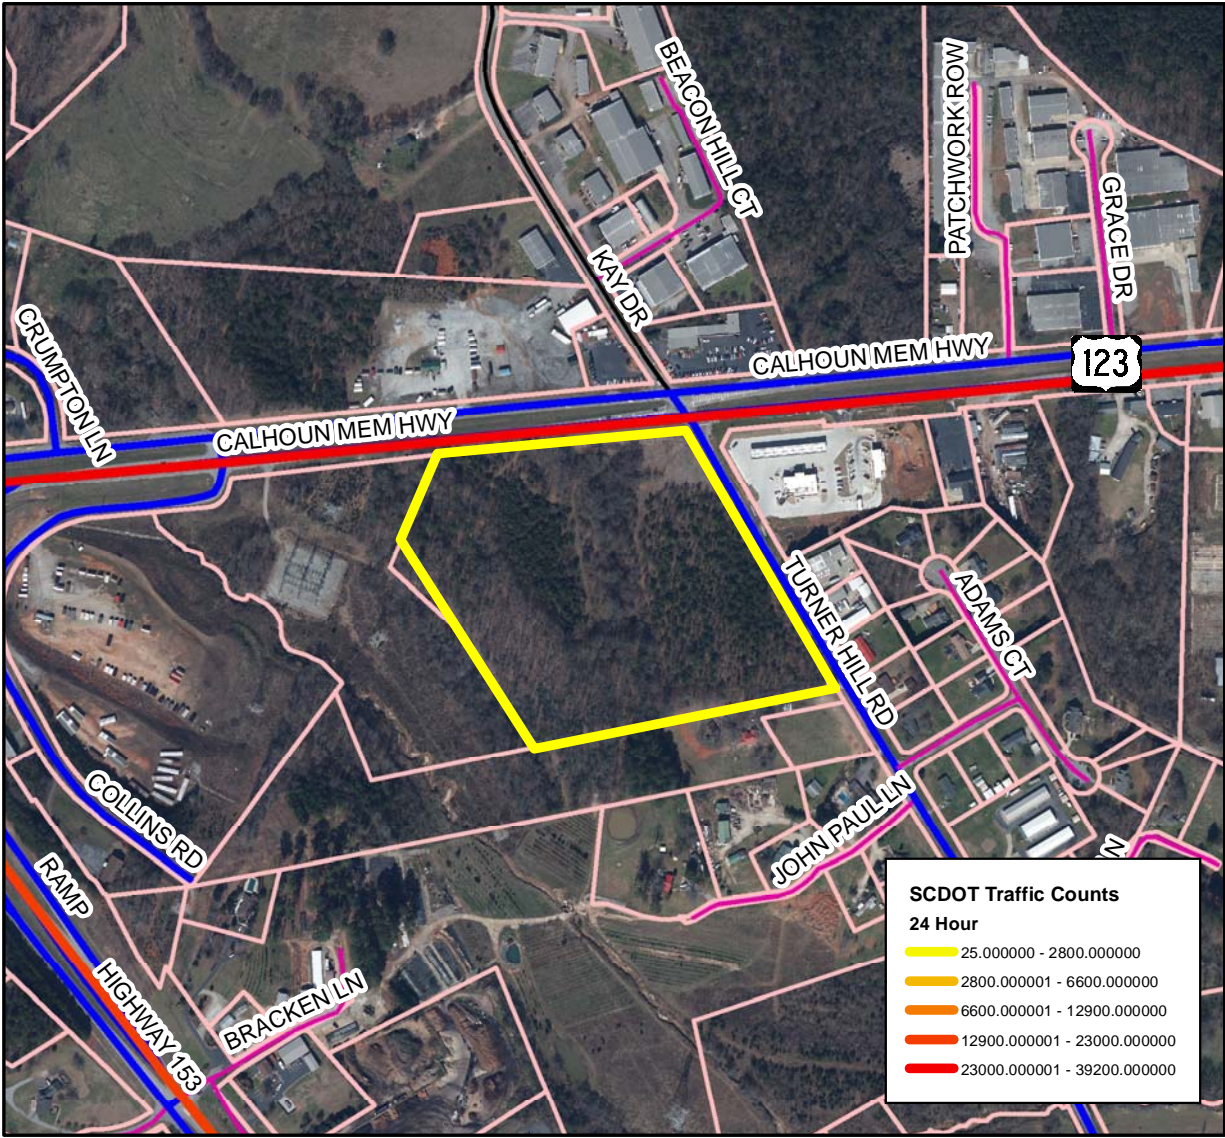 BEACON HILL CT
PATCHWORK ROW
GRACE DR
KAY DR
CRUMPTON LN
CALHOUN MEM HWY
123
CALHOUN MEM HWY
TURNER HILL RD
ADAMS CT
COLLINS RD
JOHN PAUL LN
RAMP
N
HIGHWAY 153
BRACKEN LN
SCDOT Traffic Counts
24 Hour
25.000000 - 2800.000000
2800.000001 - 6600.000000
6600.000001 - 12900.000000
12900.000001 - 23000.000000
23000.000001 - 39200.000000